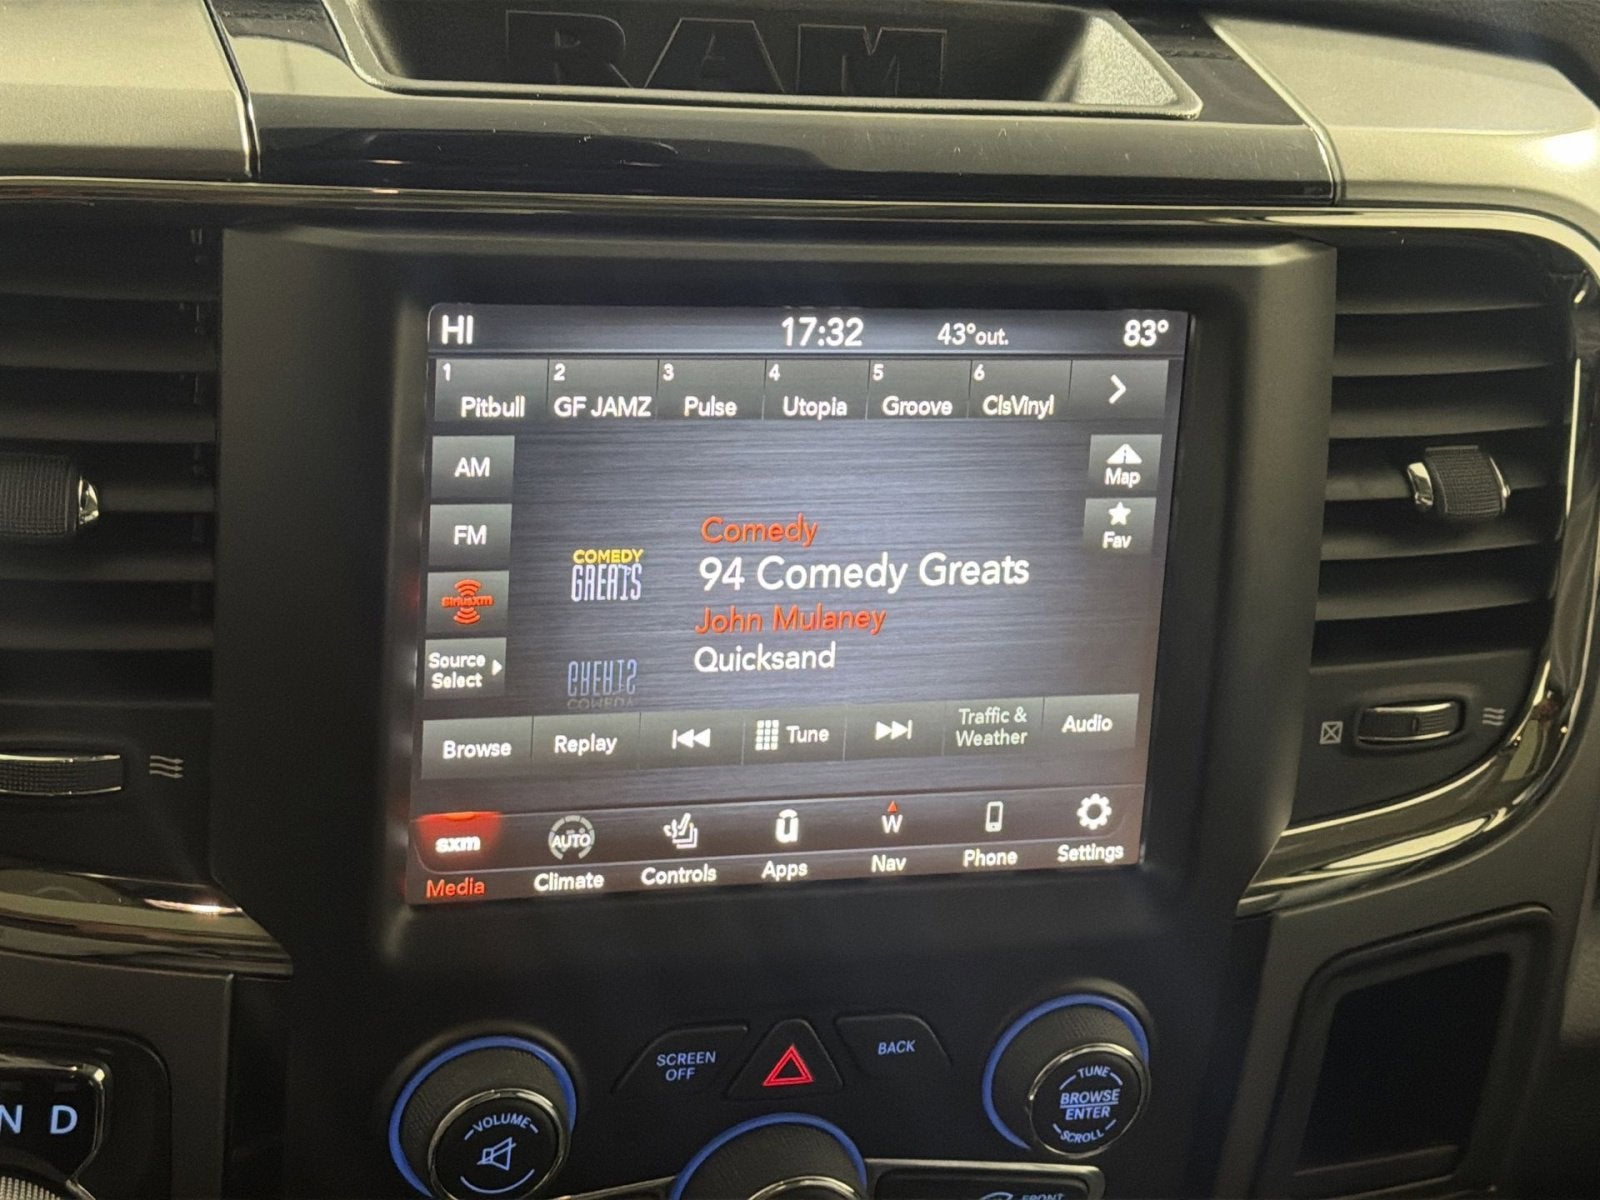 RAM
HI 17:32 43°out. 83°
1 2 3 4 5 6
Pitbull GF JAMZ Pulse Utopia Groove ClsVinyl
AM
Map
FM
Fav
Comedy
COMEDY
GREATS
94 Comedy Greats
siriusxm
John Mulaney
Source
Select
Quicksand
Browse Replay Tune Traffic &
Weather Audio
sxm AUTO W
Media Climate Controls Apps Nav Phone Settings
SCREEN
OFF
BACK
VOLUME
TUNE
BROWSE
ENTER
SCROLL
N D
FRONT